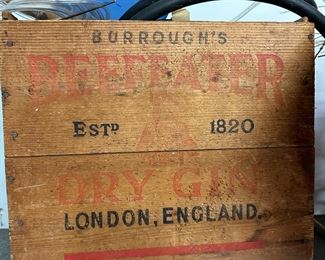 BURROUGH'S
BEEFEATER
ESTD 1820
DRY GIN
LONDON, ENGLAND.